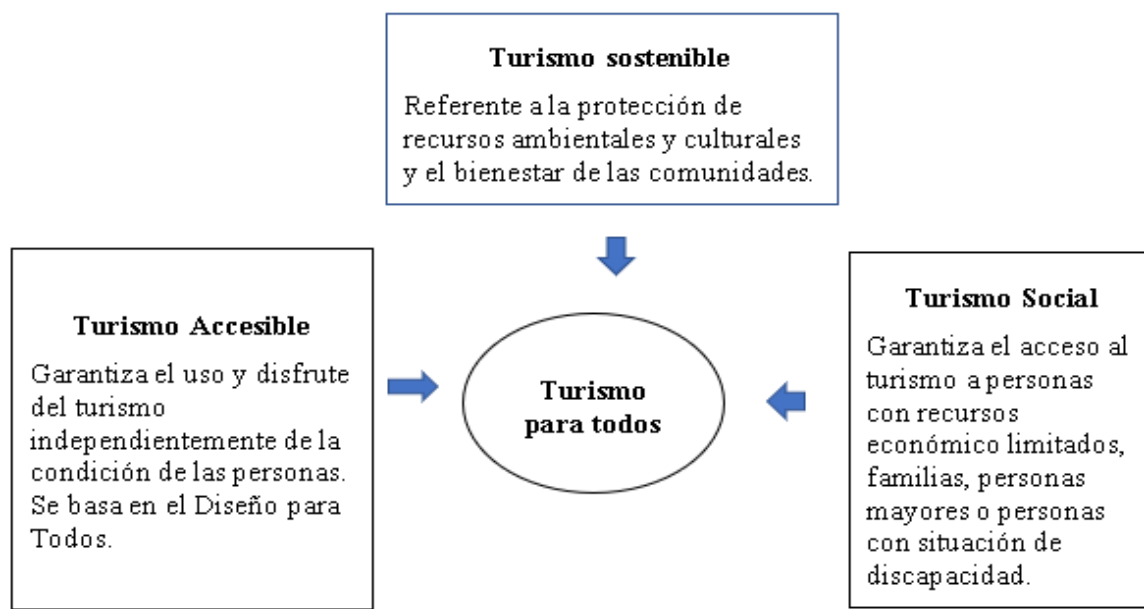 Turismo sostenible
Referente a la protección de
recursos ambientales y culturales
y el bienestar de las comunidades.
Turismo Accesible
Garantiza el uso y disfrute
del turismo
independientemente de la
condición de las personas.
Se basa en el Diseño para
Todos.
Turismo
para todos
Turismo Social
Garantiza el acceso al
turismo a personas
con recursos
económico limitados,
familias, personas
mayores o personas
con situación de
discapacidad.